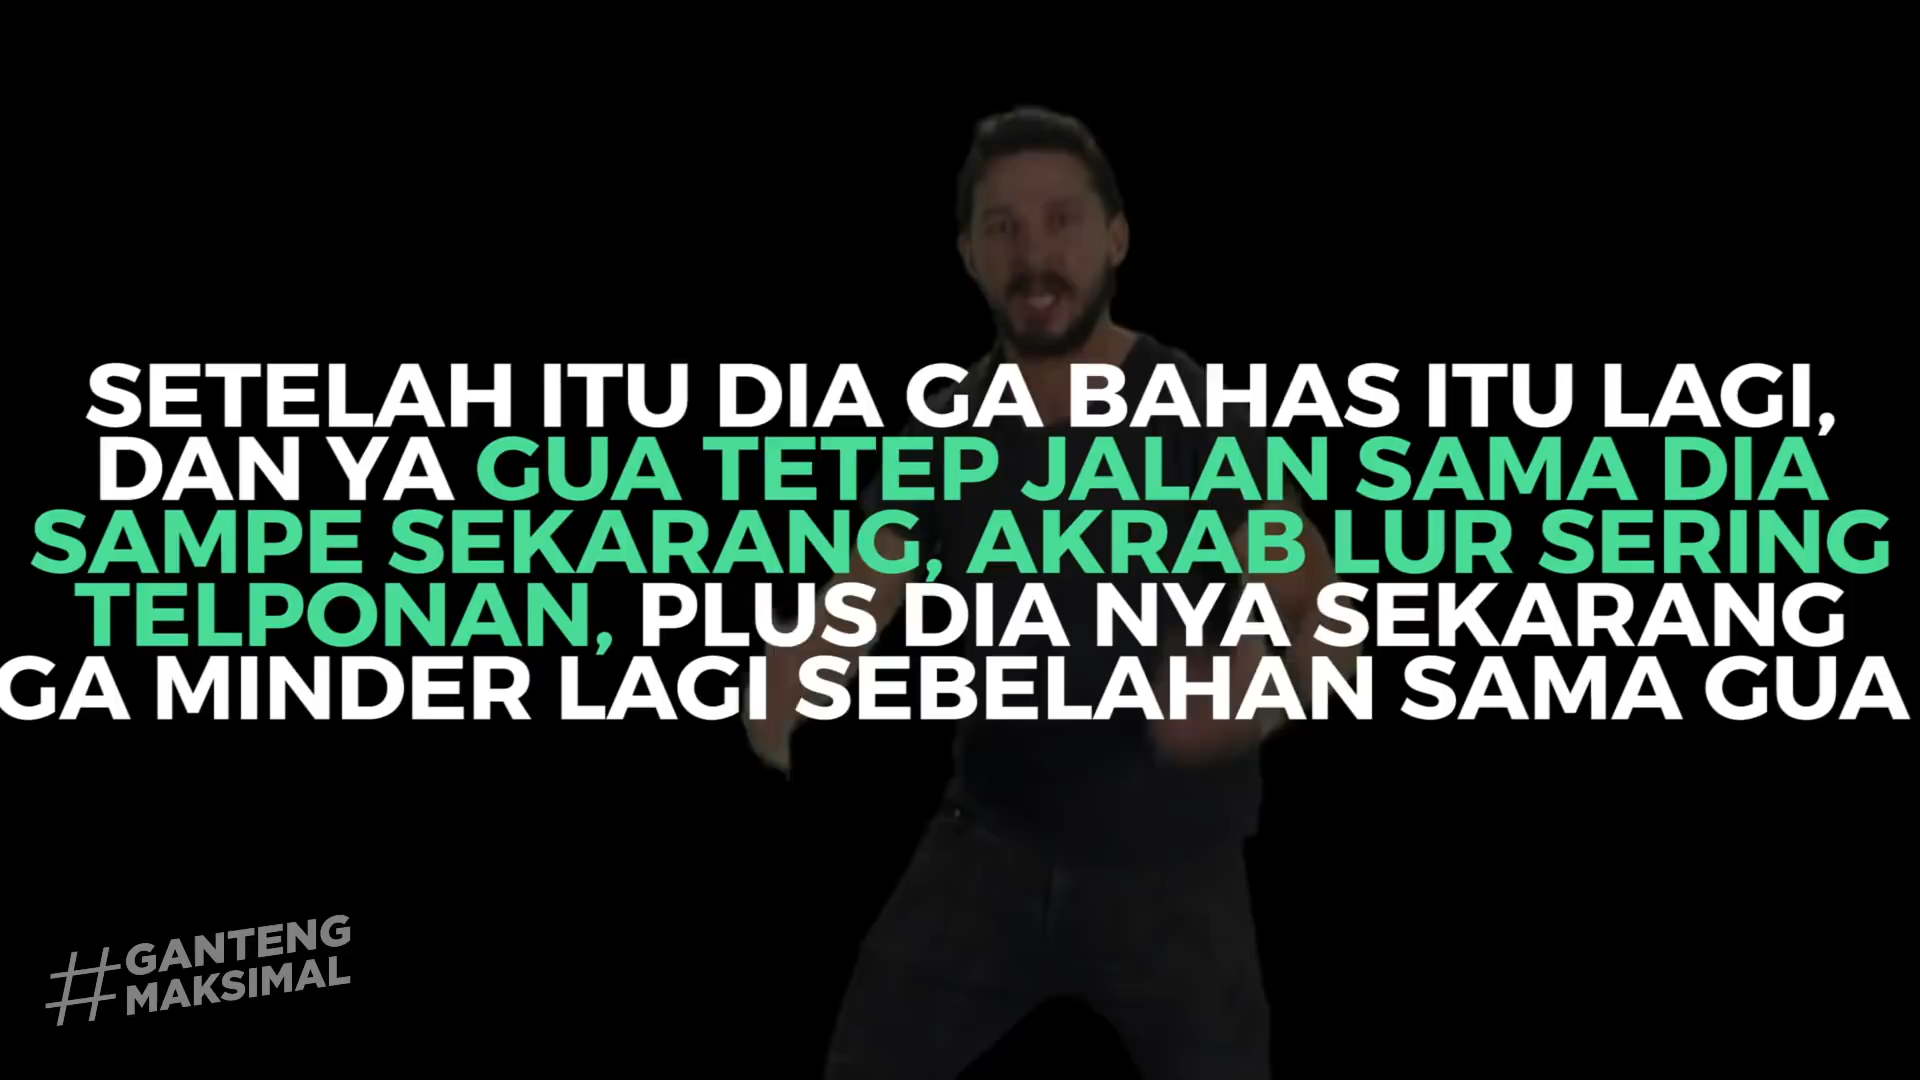 SETELAH ITU DIA GA BAHAS ITU LAGI,
DAN YA GUA TETEP JALAN SAMA DIA
SAMPE SEKARANG, AKRAB LUR SERING
TELPONAN, PLUS DIA NYA SEKARANG
GA MINDER LAGI SEBELAHAN SAMA GUA
#GANTENG
MAKSIMAL